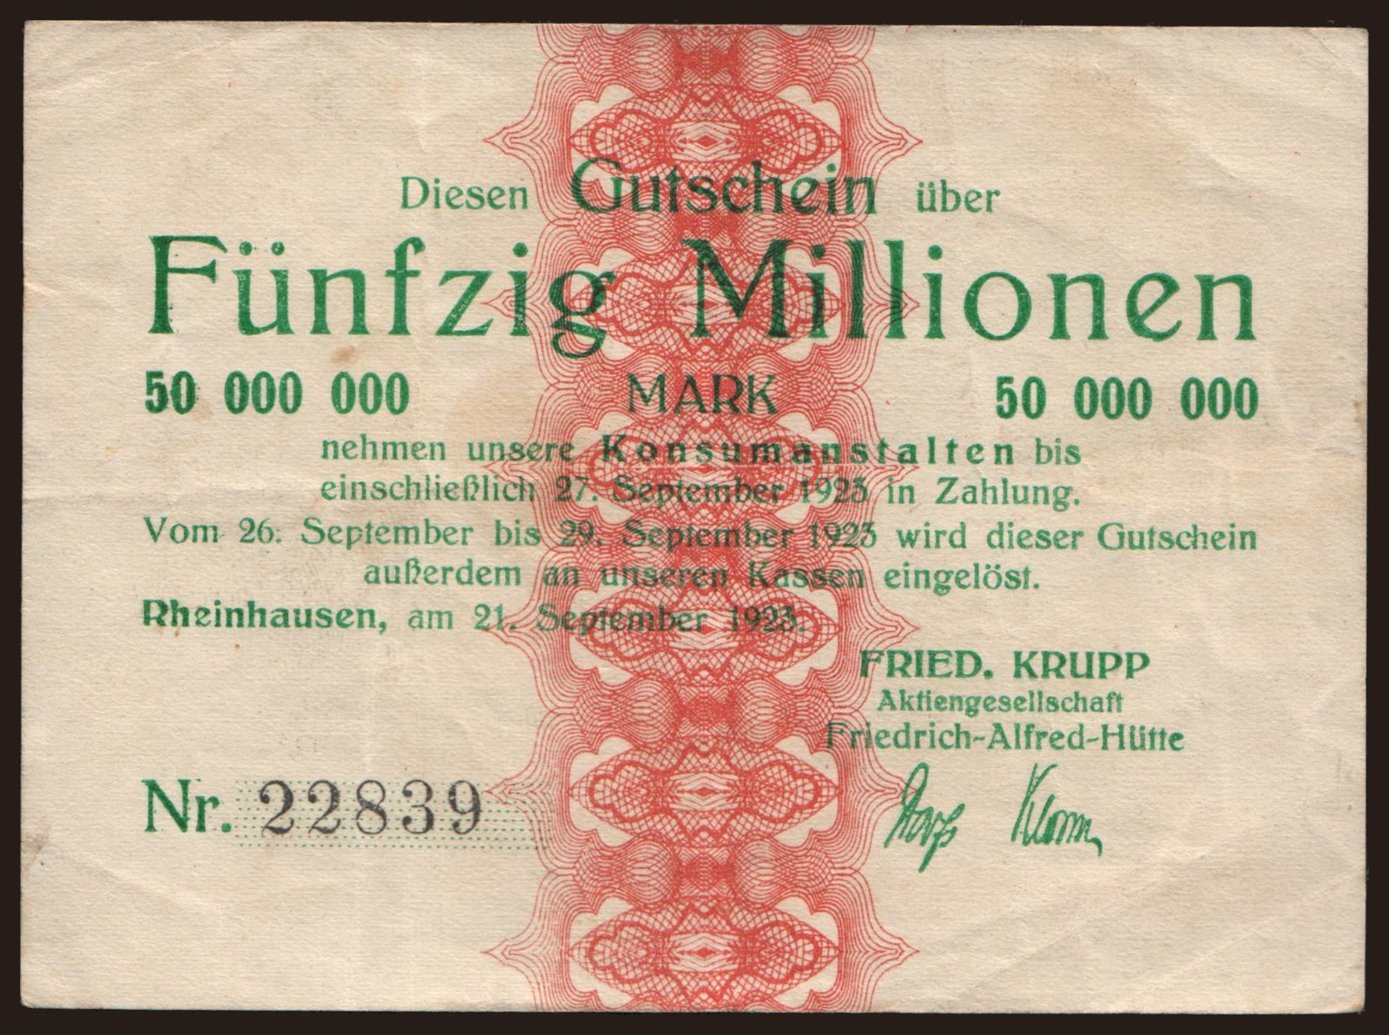 Diesen Gutschein über
Fünfzig Millionen
50 000 000 MARK 50 000 000
nehmen unsere Konsumanstalten bis
einschließlich 27. September 1923 in Zahlung.
Vom 26. September bis 29. September 1923 wird dieser Gutschein
außerdem an unseren Kassen eingelöst.
Rheinhausen, am 21. September 1923.
FRIED. KRUPP
Aktiengesellschaft
Friedrich-Alfred-Hütte
Nr. 22839